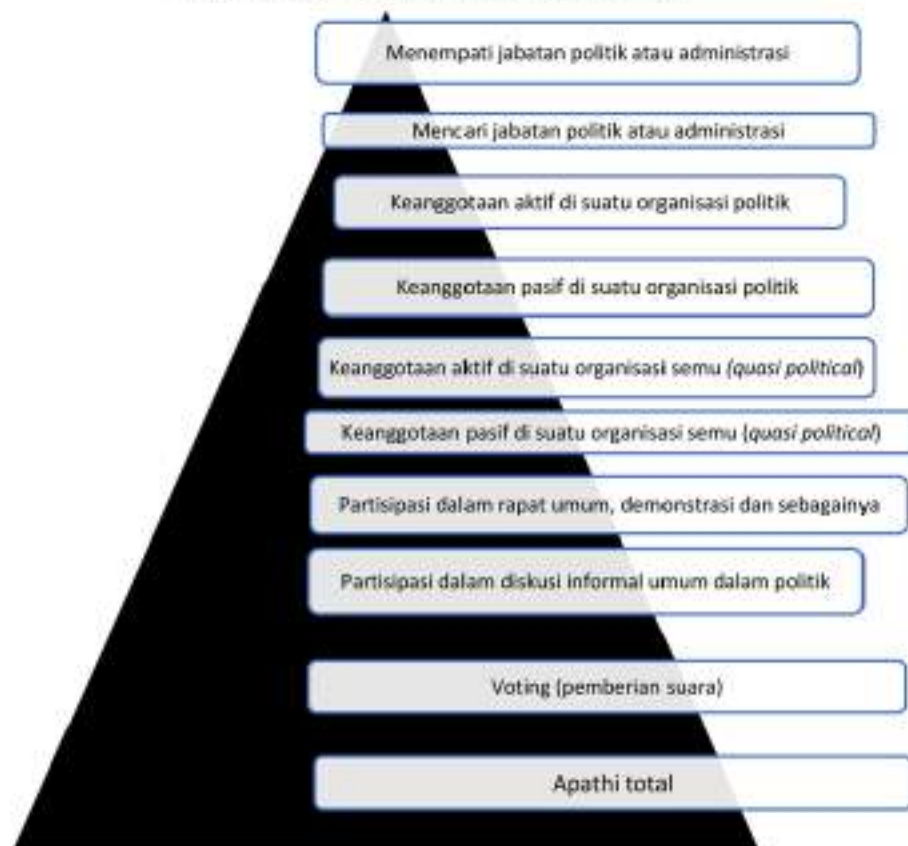 Menempati jabatan politik atau administrasi
Mencari jabatan politik atau administrasi
Keanggotaan aktif di suatu organisasi politik
Keanggotaan pasif di suatu organisasi politik
Keanggotaan aktif di suatu organisasi semu (quasi political)
Keanggotaan pasif di suatu organisasi semu (quasi political)
Partisipasi dalam rapat umum, demonstrasi dan sebagainya
Partisipasi dalam diskusi informal umum dalam politik
Voting (pemberian suara)
Apathi total